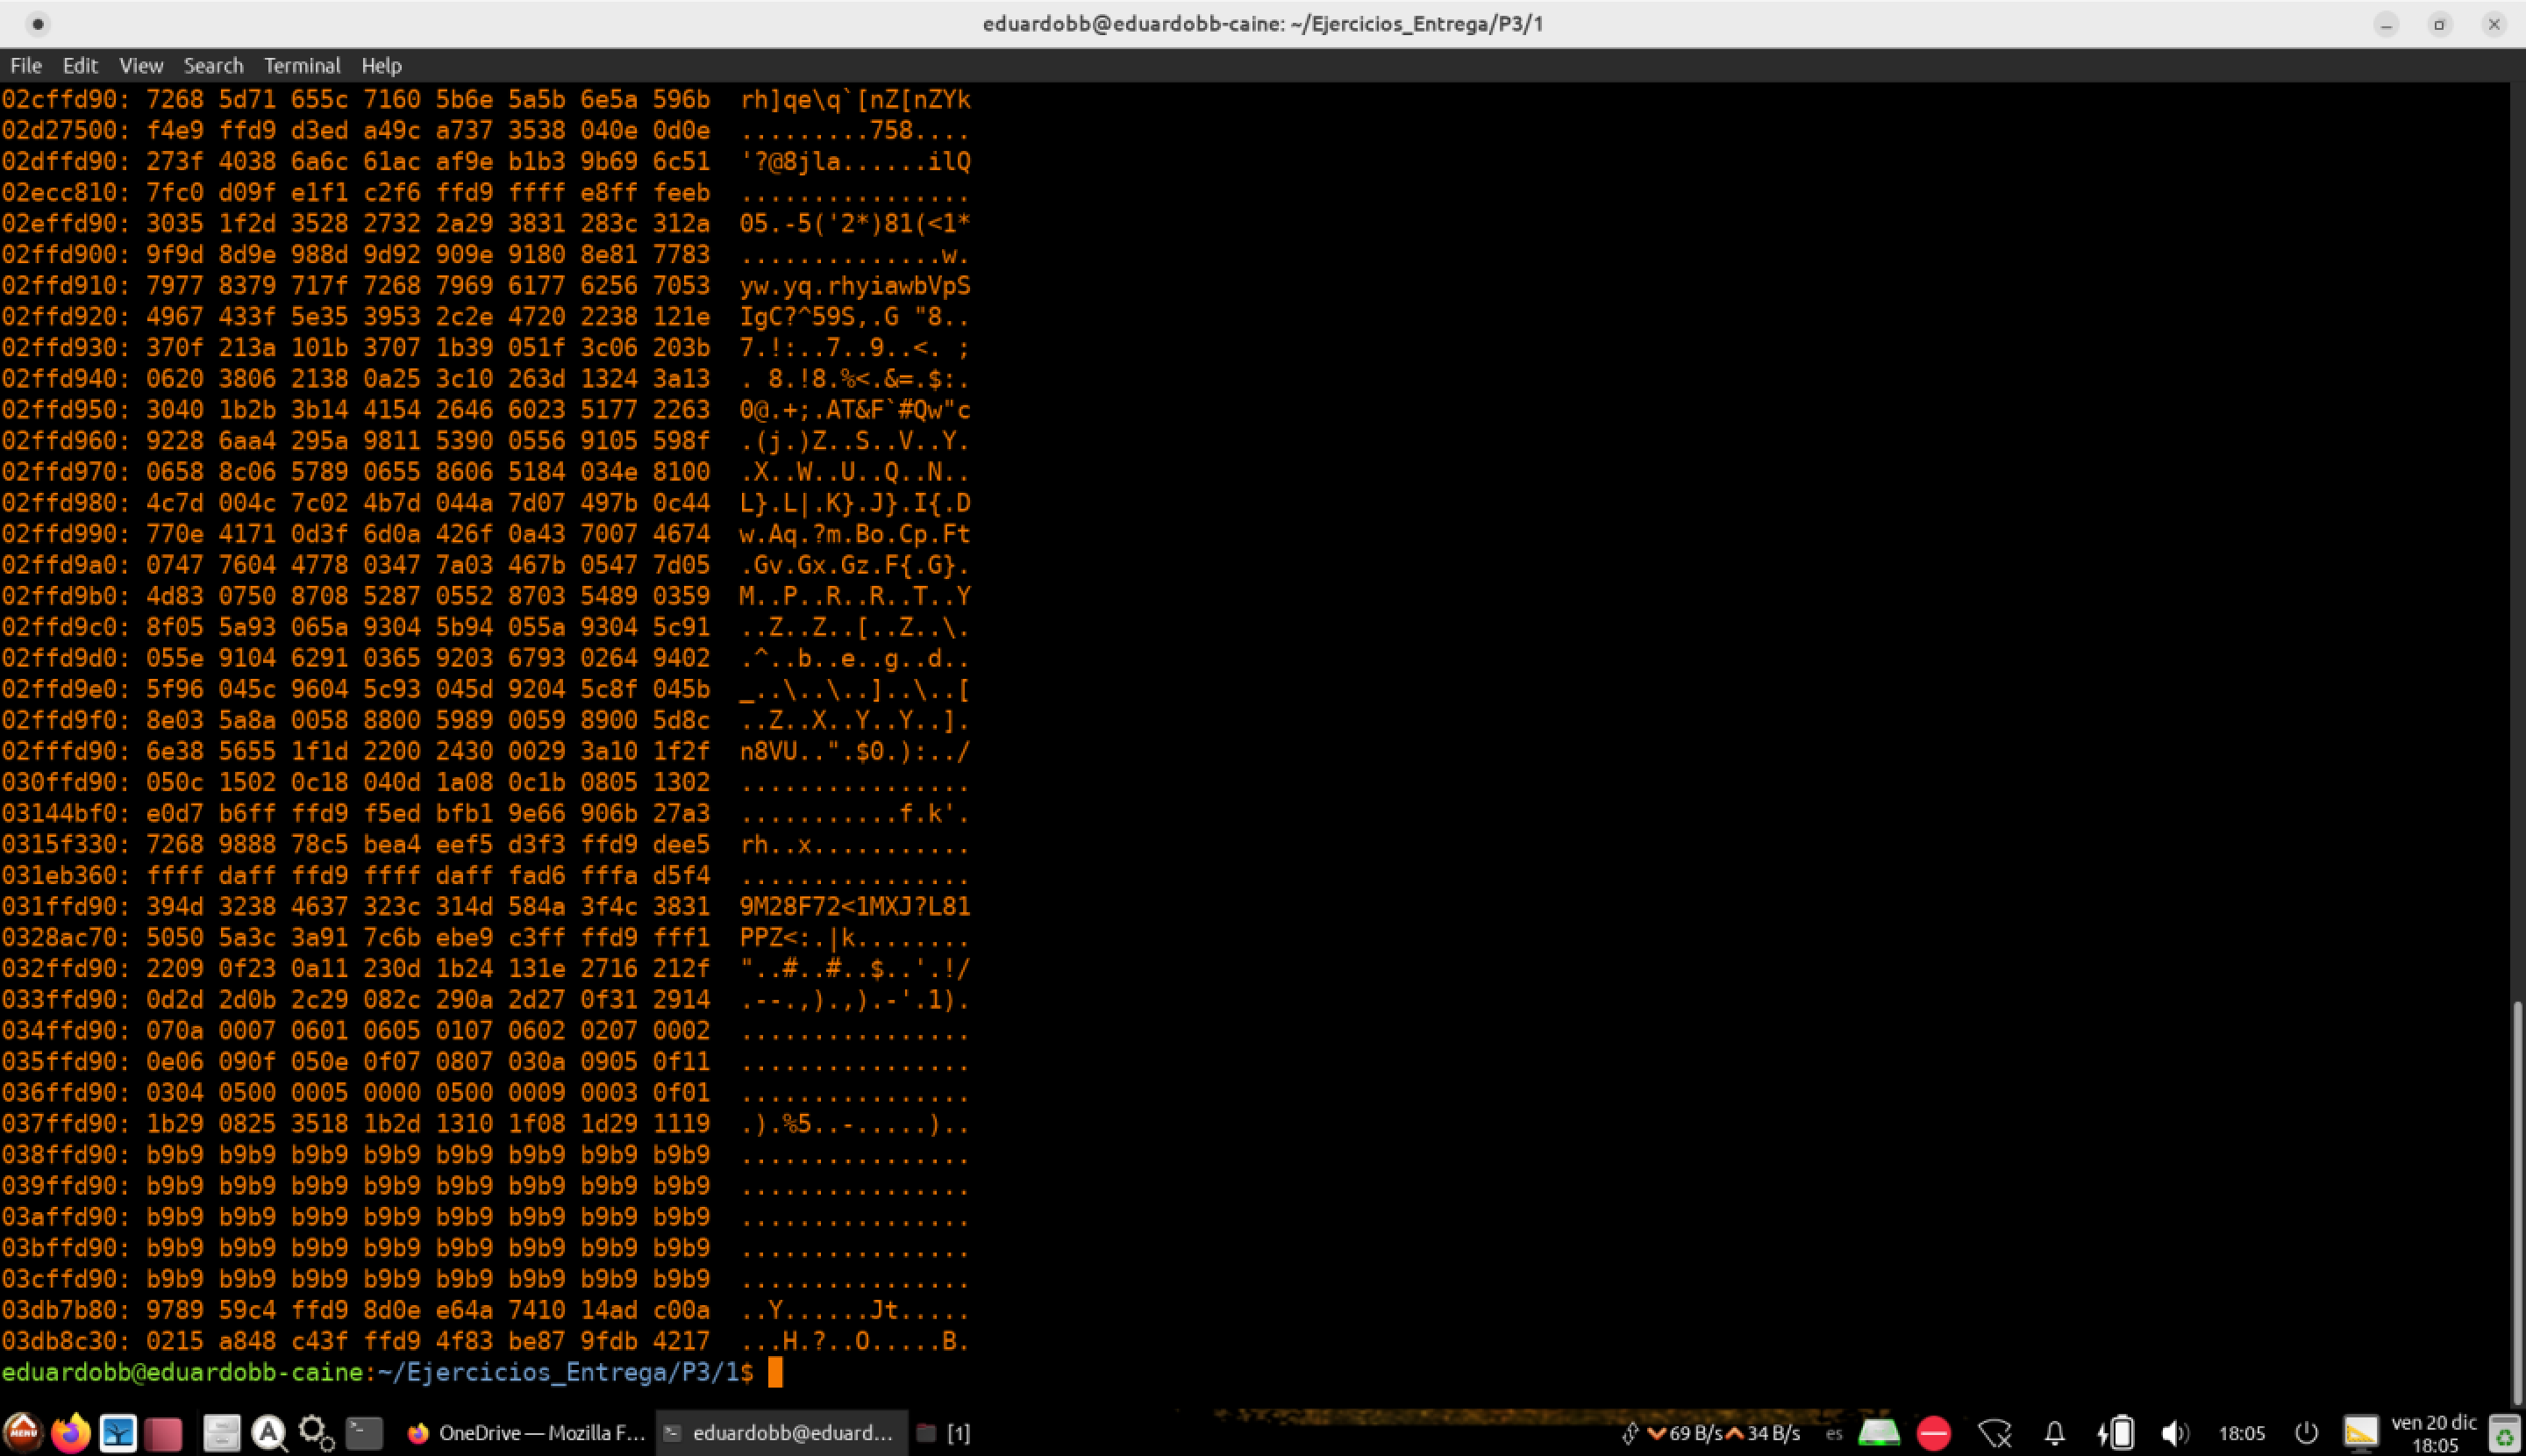 eduardobb@eduardobb-caine: ~/Ejercicios_Entrega/P3/1
File Edit View Search Terminal Help
02cffd90: 7268 5d71 655c 7160 5b6e 5a5b 6e5a 596b  rh]qe\q`[nZ[nZYk
02d27500: f4e9 ffd9 d3ed a49c a737 3538 040e 0d0e  .........758....
02dffd90: 273f 4038 6a6c 61ac af9e b1b3 9b69 6c51  '?@8jla......ilQ
02ecc810: 7fc0 d09f e1f1 c2f6 ffd9 ffff e8ff feeb  ................
02effd90: 3035 1f2d 3528 2732 2a29 3831 283c 312a  05.-5('2*)81(<1*
02ffd900: 9f9d 8d9e 988d 9d92 909e 9180 8e81 7783  ..............w.
02ffd910: 7977 8379 717f 7268 7969 6177 6256 7053  yw.yq.rhyiawbVpS
02ffd920: 4967 433f 5e35 3953 2c2e 4720 2238 121e  IgC?^59S,.G "8..
02ffd930: 370f 213a 101b 3707 1b39 051f 3c06 203b  7.!:..7..9..<. ;
02ffd940: 0620 3806 2138 0a25 3c10 263d 1324 3a13  . 8.!8.%<.&=.$:.
02ffd950: 3040 1b2b 3b14 4154 2646 6023 5177 2263  0@.+;.AT&F`#Qw"c
02ffd960: 9228 6aa4 295a 9811 5390 0556 9105 598f  .(j.)Z..S..V..Y.
02ffd970: 0658 8c06 5789 0655 8606 5184 034e 8100  .X..W..U..Q..N..
02ffd980: 4c7d 004c 7c02 4b7d 044a 7d07 497b 0c44  L}.L|.K}.J}.I{.D
02ffd990: 770e 4171 0d3f 6d0a 426f 0a43 7007 4674  w.Aq.?m.Bo.Cp.Ft
02ffd9a0: 0747 7604 4778 0347 7a03 467b 0547 7d05  .Gv.Gx.Gz.F{.G}.
02ffd9b0: 4d83 0750 8708 5287 0552 8703 5489 0359  M..P..R..R..T..Y
02ffd9c0: 8f05 5a93 065a 9304 5b94 055a 9304 5c91  ..Z..Z..[..Z..\.
02ffd9d0: 055e 9104 6291 0365 9203 6793 0264 9402  .^..b..e..g..d..
02ffd9e0: 5f96 045c 9604 5c93 045d 9204 5c8f 045b  _..\..\..]..\..[
02ffd9f0: 8e03 5a8a 0058 8800 5989 0059 8900 5d8c  ..Z..X..Y..Y..].
02fffd90: 6e38 5655 1f1d 2200 2430 0029 3a10 1f2f  n8VU..".$0.):../
030ffd90: 050c 1502 0c18 040d 1a08 0c1b 0805 1302  ................
03144bf0: e0d7 b6ff ffd9 f5ed bfb1 9e66 906b 27a3  ...........f.k'.
0315f330: 7268 9888 78c5 bea4 eef5 d3f3 ffd9 dee5  rh..x...........
031eb360: ffff daff ffd9 ffff daff fad6 fffa d5f4  ................
031ffd90: 394d 3238 4637 323c 314d 584a 3f4c 3831  9M28F72<1MXJ?L81
0328ac70: 5050 5a3c 3a91 7c6b ebe9 c3ff ffd9 fff1  PPZ<:.|k........
032ffd90: 2209 0f23 0a11 230d 1b24 131e 2716 212f  "..#..#..$..'.!/
033ffd90: 0d2d 2d0b 2c29 082c 290a 2d27 0f31 2914  .--.,).,).-'.1).
034ffd90: 070a 0007 0601 0605 0107 0602 0207 0002  ................
035ffd90: 0e06 090f 050e 0f07 0807 030a 0905 0f11  ................
036ffd90: 0304 0500 0005 0000 0500 0009 0003 0f01  ................
037ffd90: 1b29 0825 3518 1b2d 1310 1f08 1d29 1119  .).%5..-.....)..
038ffd90: b9b9 b9b9 b9b9 b9b9 b9b9 b9b9 b9b9 b9b9  ................
039ffd90: b9b9 b9b9 b9b9 b9b9 b9b9 b9b9 b9b9 b9b9  ................
03affd90: b9b9 b9b9 b9b9 b9b9 b9b9 b9b9 b9b9 b9b9  ................
03bffd90: b9b9 b9b9 b9b9 b9b9 b9b9 b9b9 b9b9 b9b9  ................
03cffd90: b9b9 b9b9 b9b9 b9b9 b9b9 b9b9 b9b9 b9b9  ................
03db7b80: 9789 59c4 ffd9 8d0e e64a 7410 14ad c00a  ..Y......Jt.....
03db8c30: 0215 a848 c43f ffd9 4f83 be87 9fdb 4217  ...H.?..O.....B.
eduardobb@eduardobb-caine:~/Ejercicios_Entrega/P3/1$
MENU OneDrive — Mozilla F... eduardobb@eduard... [1] 69 B/s 34 B/s es 18:05 ven 20 dic
18:05